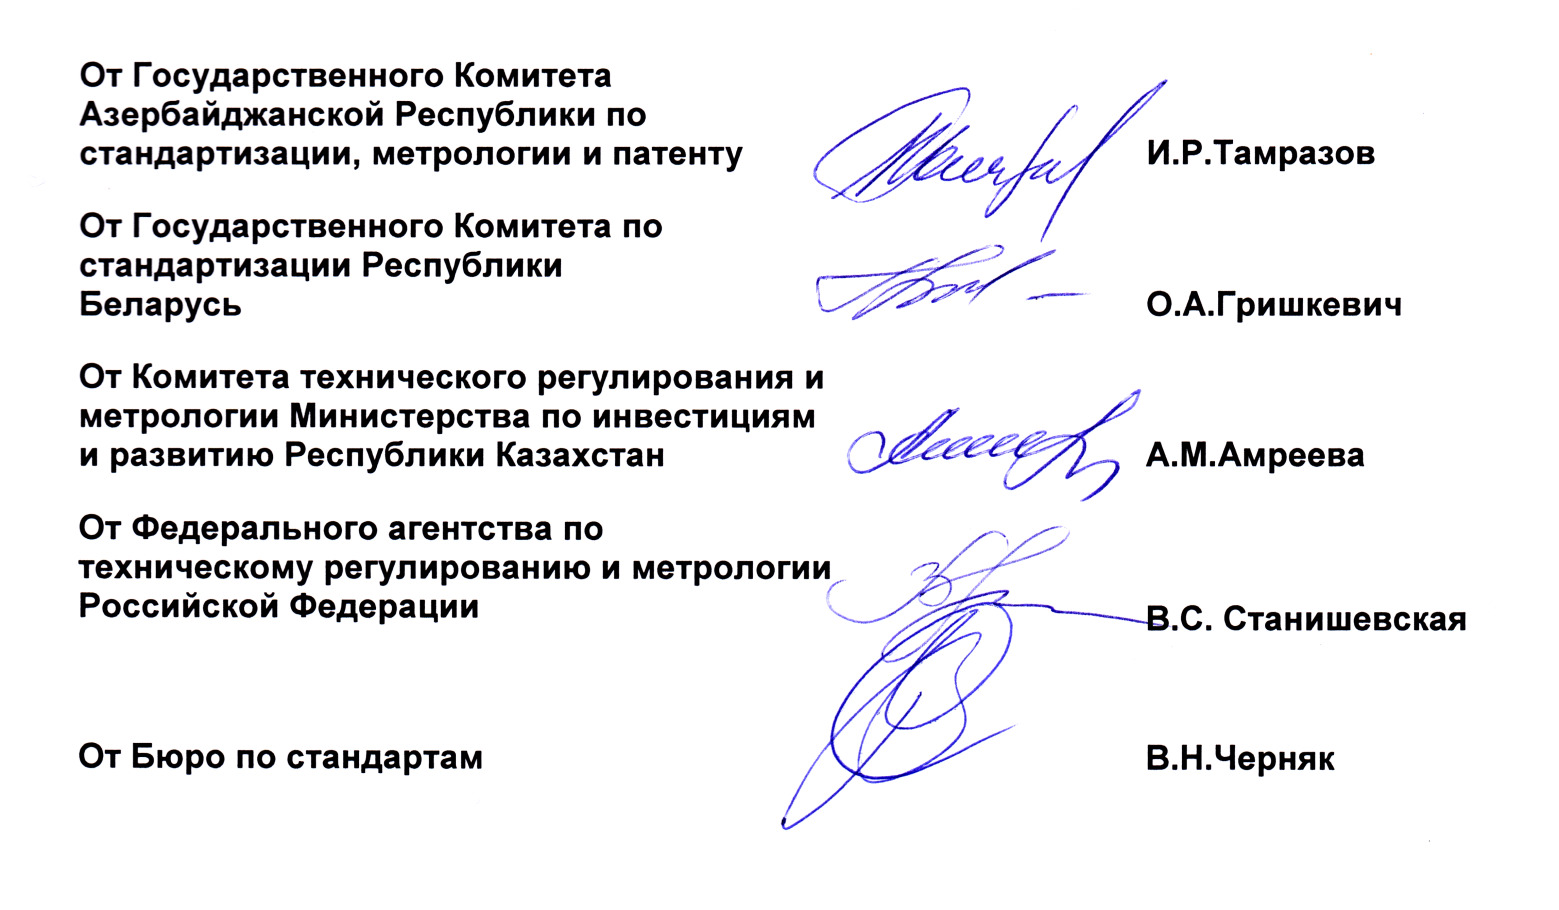 От Государственного Комитета
Азербайджанской Республики по
стандартизации, метрологии и патенту
И.Р.Тамразов
От Государственного Комитета по
стандартизации Республики
Беларусь
О.А.Гришкевич
От Комитета технического регулирования и
метрологии Министерства по инвестициям
и развитию Республики Казахстан
А.М.Амреева
От Федерального агентства по
техническому регулированию и метрологии
Российской Федерации
В.С. Станишевская
От Бюро по стандартам
В.Н.Черняк